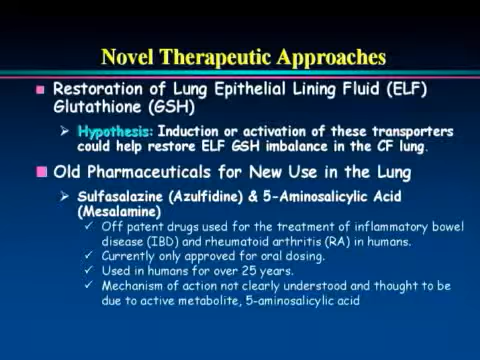 Novel Therapeutic Approaches
Restoration of Lung Epithelial Lining Fluid (ELF)
Glutathione (GSH)
Hypothesis: Induction or activation of these transporters
could help restore ELF GSH imbalance in the CF lung.
Old Pharmaceuticals for New Use in the Lung
Sulfasalazine (Azulfidine) & 5-Aminosalicylic Acid
(Mesalamine)
Off patent drugs used for the treatment of inflammatory bowel
disease (IBD) and rheumatoid arthritis (RA) in humans.
Currently only approved for oral dosing.
Used in humans for over 25 years.
Mechanism of action not clearly understood and thought to be
due to active metabolite, 5-aminosalicylic acid